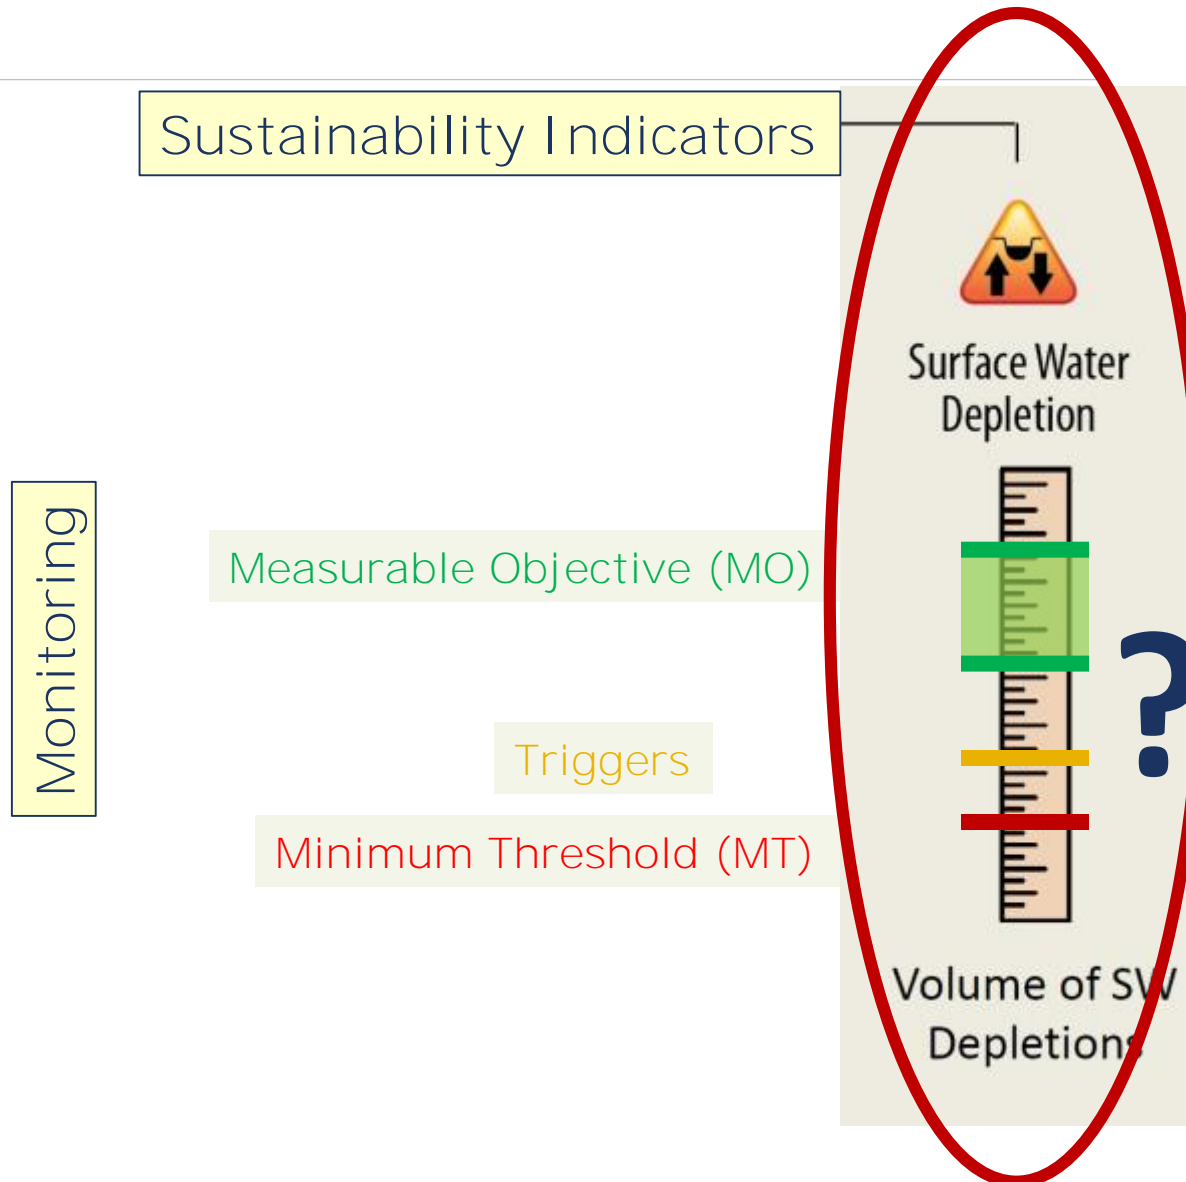 Sustainability Indicators
Surface Water
Depletion
Monitoring
Measurable Objective (MO)
?
Triggers
Minimum Threshold (MT)
Volume of SW
Depletions